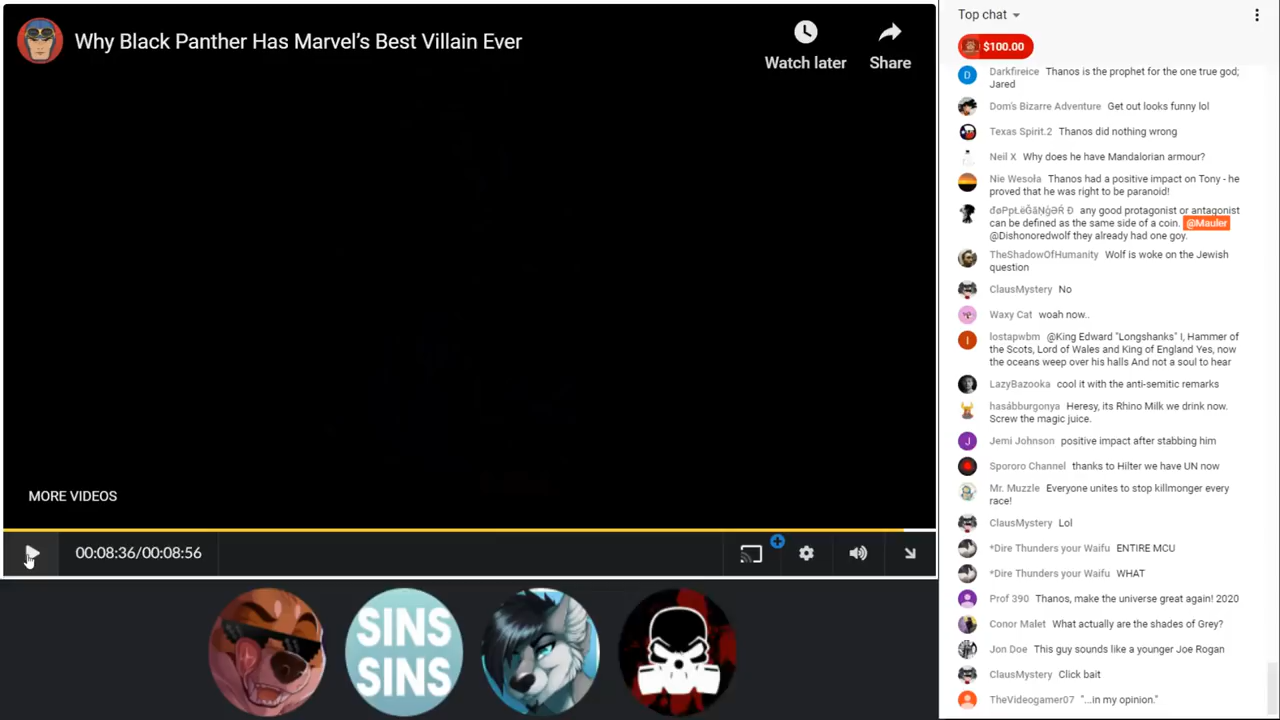 Why Black Panther Has Marvel's Best Villain Ever
Watch later
Share
MORE VIDEOS
00:08:36/00:08:56
SINS
SINS
Top chat
$100.00
D
Darkfireice Thanos is the prophet for the one true god;
Jared
Dom's Bizarre Adventure Get out looks funny lol
Texas Spirit.2 Thanos did nothing wrong
Neil X Why does he have Mandalorian armour?
Nie Wesoła Thanos had a positive impact on Tony - he
proved that he was right to be paranoid!
any good protagonist or antagonist
can be defined as the same side of a coin. @Mauler
@Dishonoredwolf they already had one goy.
TheShadowOfHumanity Wolf is woke on the Jewish
question
ClausMystery No
Waxy Cat woah now..
lostapwbm @King Edward "Longshanks" I, Hammer of
the Scots, Lord of Wales and King of England Yes, now
the oceans weep over his halls And not a soul to hear
LazyBazooka cool it with the anti-semitic remarks
hasábburgonya Heresy, its Rhino Milk we drink now.
Screw the magic juice.
J
Jemi Johnson positive impact after stabbing him
Spororo Channel thanks to Hilter we have UN now
Mr. Muzzle Everyone unites to stop killmonger every
race!
ClausMystery Lol
*Dire Thunders your Waifu ENTIRE MCU
*Dire Thunders your Waifu WHAT
Prof 390 Thanos, make the universe great again! 2020
Conor Malet What actually are the shades of Grey?
Jon Doe This guy sounds like a younger Joe Rogan
ClausMystery Click bait
TheVideogamer07 "...in my opinion."